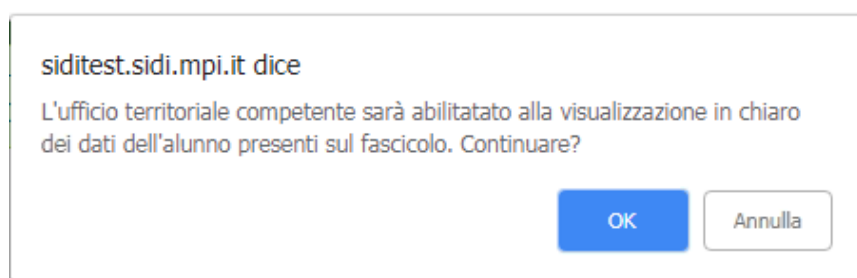 siditest.sidi.mpi.it dice
L'ufficio territoriale competente sarà abilitatato alla visualizzazione in chiaro
dei dati dell'alunno presenti sul fascicolo. Continuare?
OK
Annulla